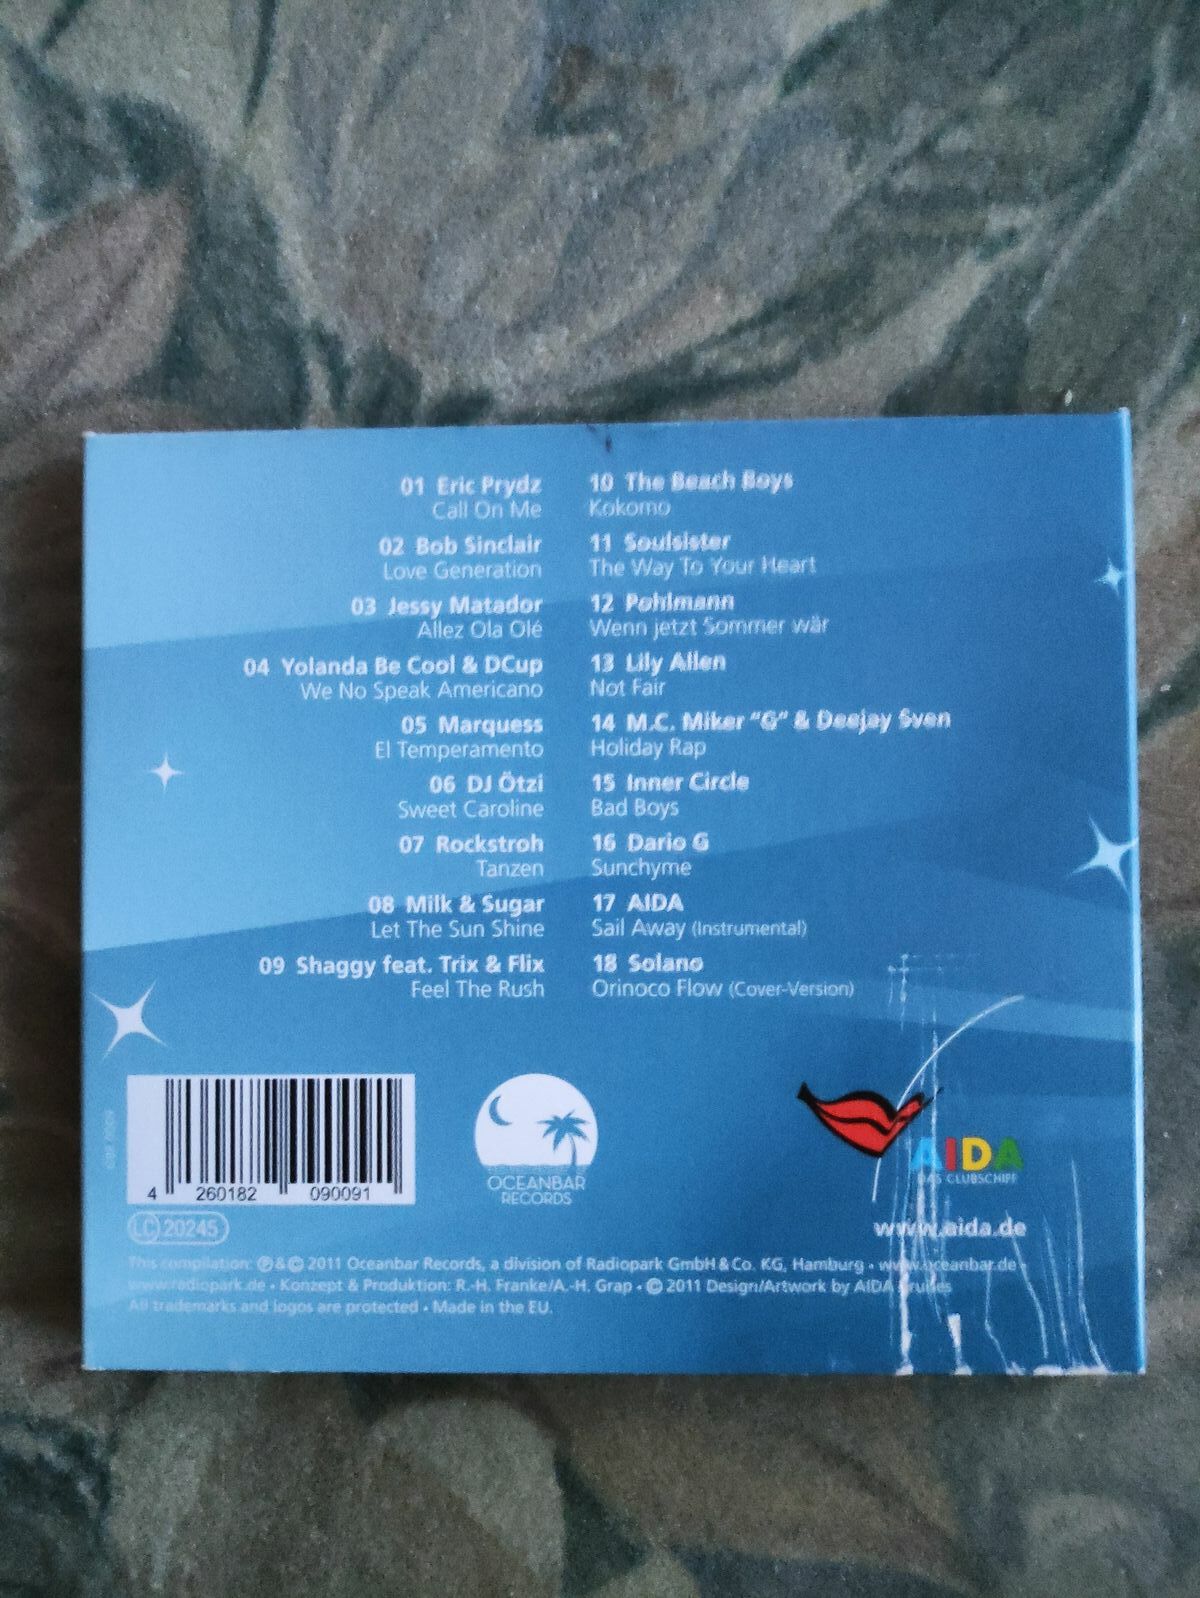 01 Eric Prydz
Call On Me
02 Bob Sinclair
Love Generation
03 Jessy Matador
Allez Ola Olé
04 Yolanda Be Cool & DCup
We No Speak Americano
05 Marquess
El Temperamento
06 DJ Ötzi
Sweet Caroline
07 Rockstroh
Tanzen
08 Milk & Sugar
Let The Sun Shine
09 Shaggy feat. Trix & Flix
Feel The Rush
10 The Beach Boys
Kokomo
11 Soulsister
The Way To Your Heart
12 Pohlmann
Wenn jetzt Sommer wär
13 Lily Allen
Not Fair
14 M.C. Miker "G" & Deejay Sven
Holiday Rap
15 Inner Circle
Bad Boys
16 Dario G
Sunchyme
17 AIDA
Sail Away (Instrumental)
18 Solano
Orinoco Flow (Cover-Version)
4 260182 090091
LC 20245
OCEANBAR
RECORDS
AIDA
DAS CLUBSCHIFF
www.aida.de
This compilation: ℗ & © 2011 Oceanbar Records, a division of Radiopark GmbH & Co. KG, Hamburg • www.oceanbar.de •
www.radiopark.de • Konzept & Produktion: R.-H. Franke/A.-H. Grap • © 2011 Design/Artwork by AIDA Cruises
All trademarks and logos are protected • Made in the EU.